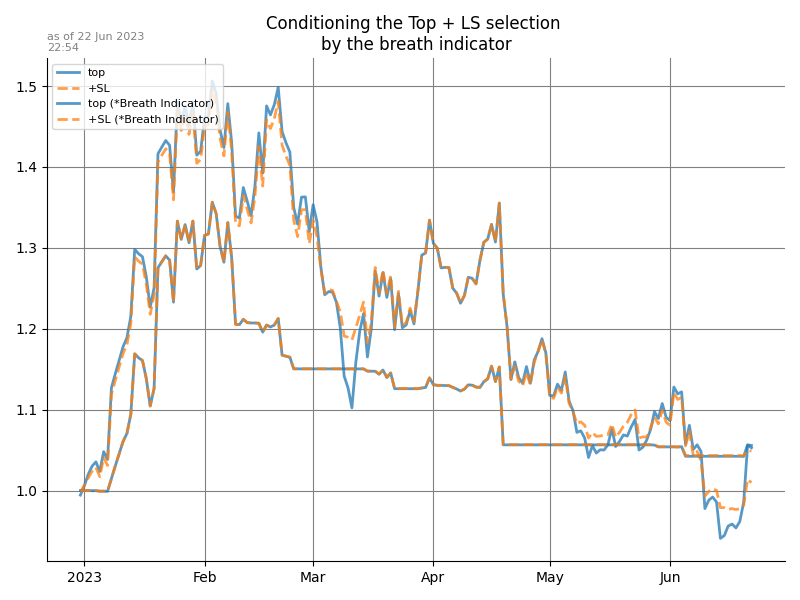 Conditioning the Top + LS selection
by the breath indicator
as of 22 Jun 2023
22:54
top
+SL
top (*Breath Indicator)
+SL (*Breath Indicator)
1.5
1.4
1.3
1.2
1.1
1.0
2023 Feb Mar Apr May Jun